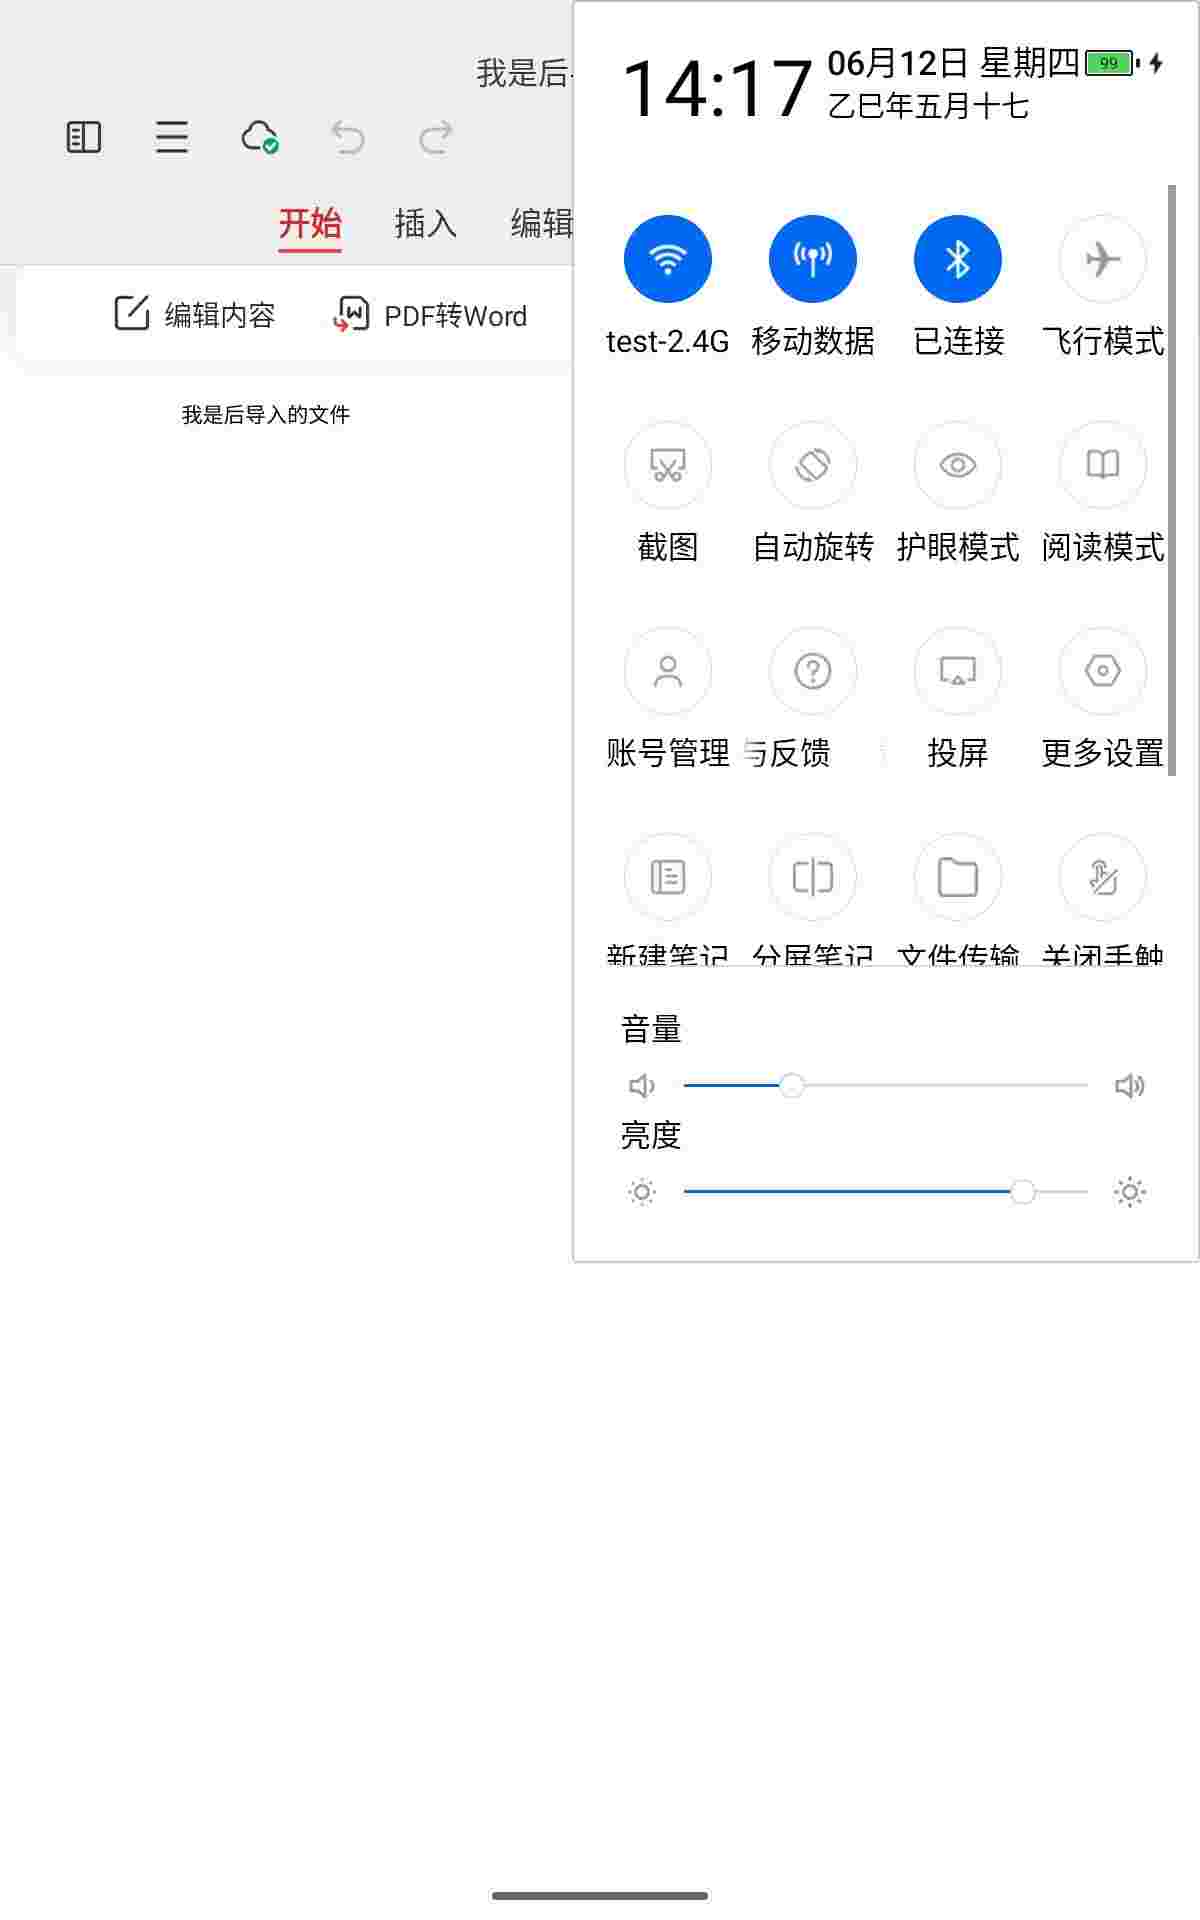 我是后
14:17
06月12日 星期四
99
乙巳年五月十七
开始 插入 编辑
编辑内容 PDF转Word
我是后导入的文件
test-2.4G 移动数据 已连接 飞行模式
截图 自动旋转 护眼模式 阅读模式
账号管理 与反馈 投屏 更多设置
新建笔记 分屏笔记 文件传输 关闭手触
音量
亮度